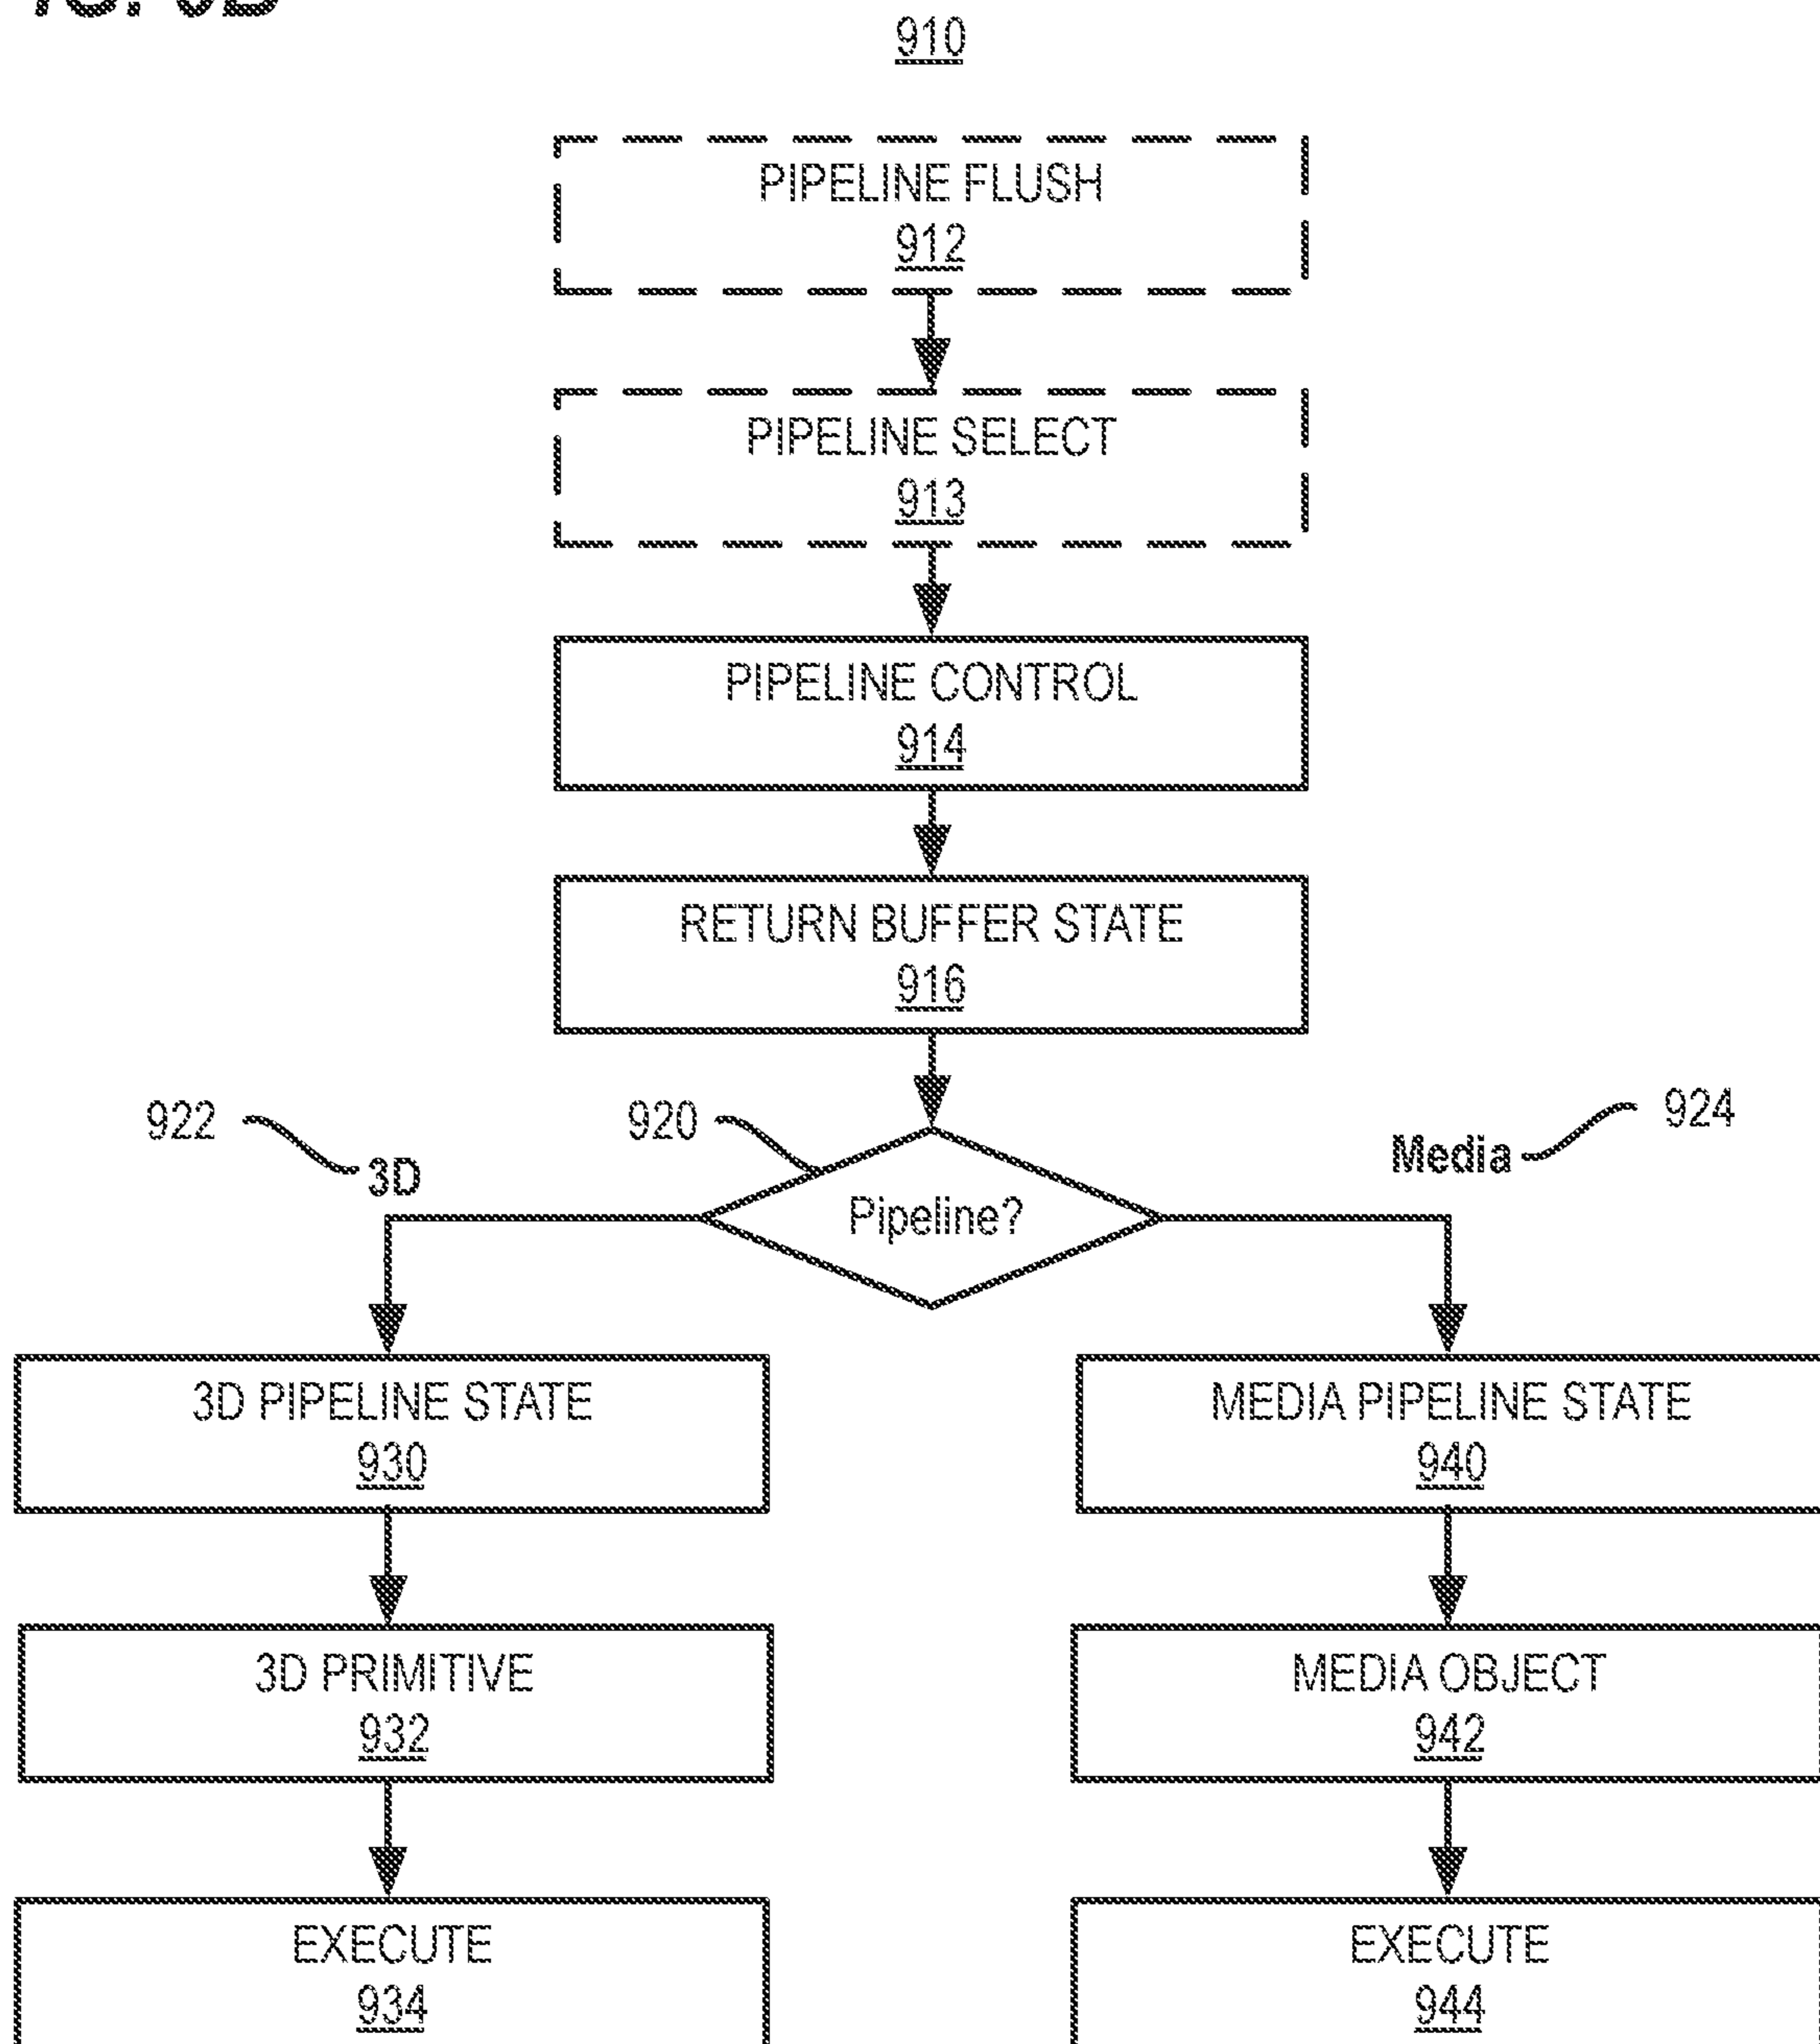 910
PIPELINE FLUSH
912
PIPELINE SELECT
913
PIPELINE CONTROL
914
RETURN BUFFER STATE
916
922
920
924
3D
Media
Pipeline?
3D PIPELINE STATE
930
MEDIA PIPELINE STATE
940
3D PRIMITIVE
932
MEDIA OBJECT
942
EXECUTE
934
EXECUTE
944